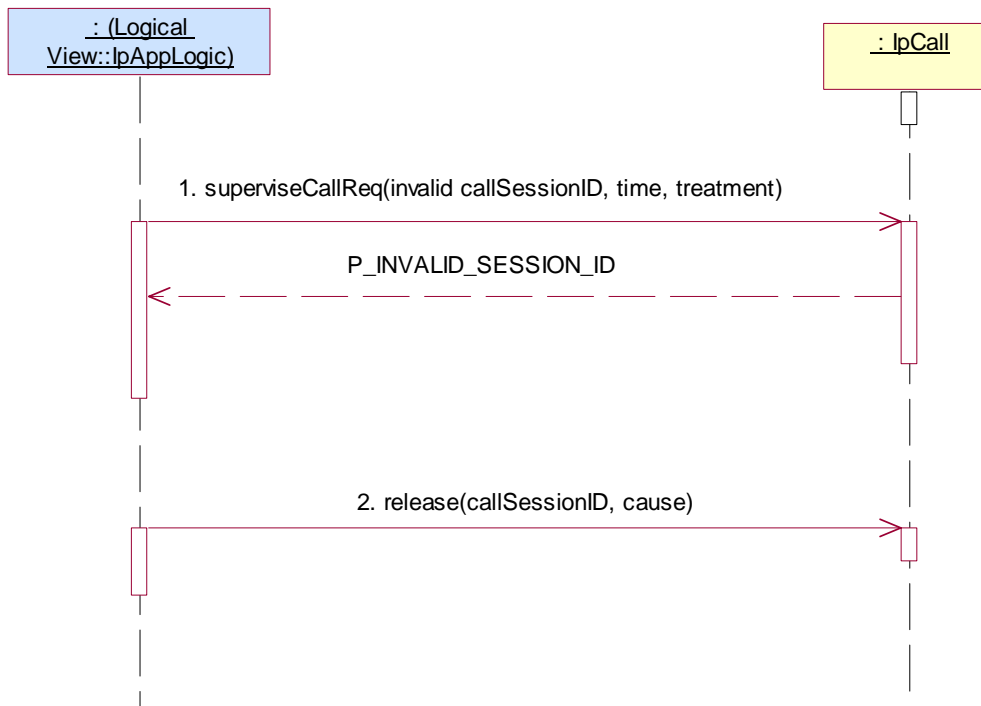 : (Logical
View::IpAppLogic)
: IpCall
1. superviseCallReq(invalid callSessionID, time, treatment)
P_INVALID_SESSION_ID
2. release(callSessionID, cause)